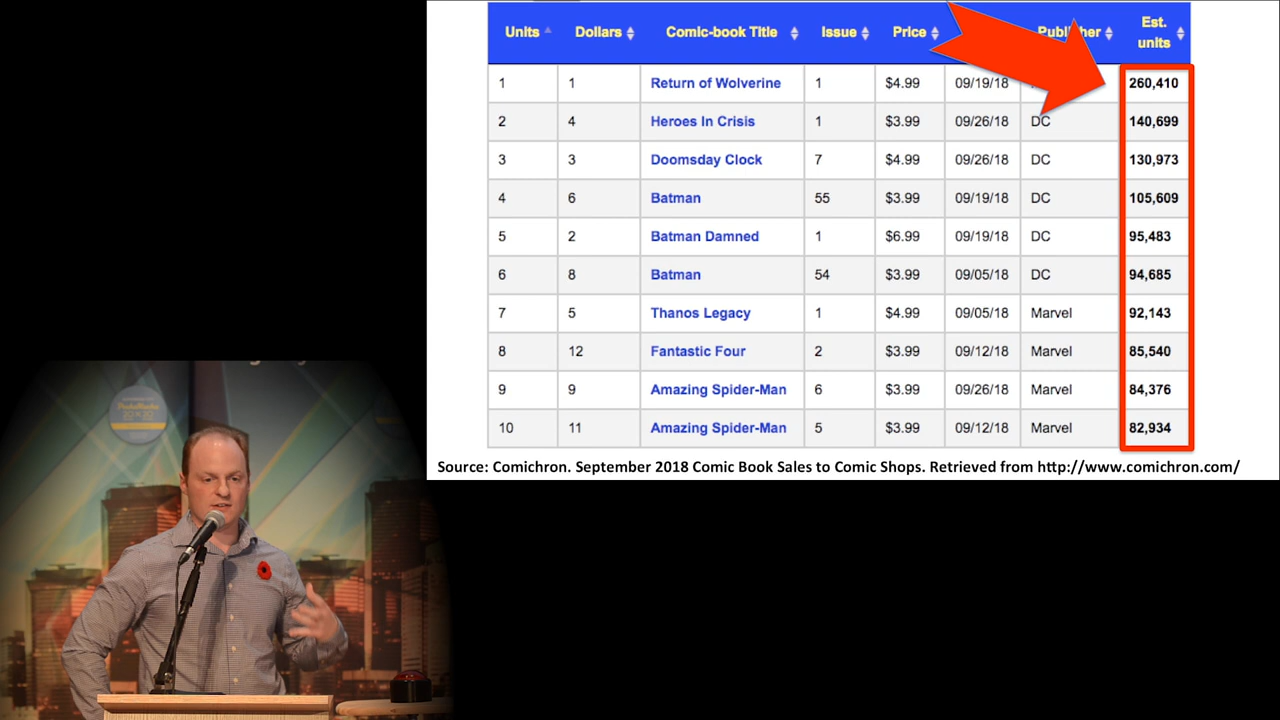 Units Dollars Comic-book Title Issue Price Est. units
1 1 Return of Wolverine 1 $4.99 09/19/18 260,410
2 4 Heroes In Crisis 1 $3.99 09/26/18 DC 140,699
3 3 Doomsday Clock 7 $4.99 09/26/18 DC 130,973
4 6 Batman 55 $3.99 09/19/18 DC 105,609
5 2 Batman Damned 1 $6.99 09/19/18 DC 95,483
6 8 Batman 54 $3.99 09/05/18 DC 94,685
7 5 Thanos Legacy 1 $4.99 09/05/18 Marvel 92,143
8 12 Fantastic Four 2 $3.99 09/12/18 Marvel 85,540
9 9 Amazing Spider-Man 6 $3.99 09/26/18 Marvel 84,376
10 11 Amazing Spider-Man 5 $3.99 09/12/18 Marvel 82,934
Source: Comichron. September 2018 Comic Book Sales to Comic Shops. Retrieved from http://www.comichron.com/